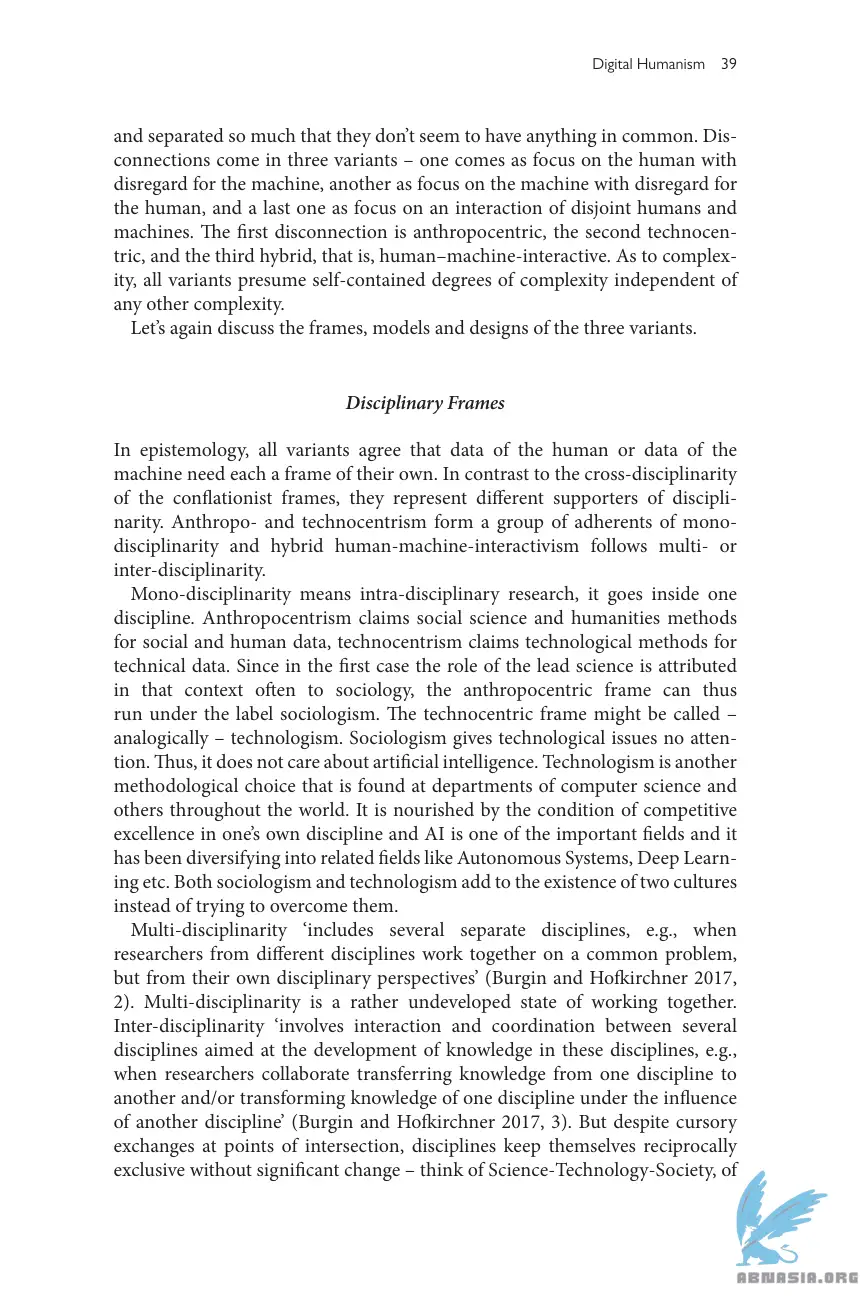 Digital Humanism 39
and separated so much that they don’t seem to have anything in common. Dis-
connections come in three variants – one comes as focus on the human with
disregard for the machine, another as focus on the machine with disregard for
the human, and a last one as focus on an interaction of disjoint humans and
machines. The first disconnection is anthropocentric, the second technocen-
tric, and the third hybrid, that is, human–machine-interactive. As to complex-
ity, all variants presume self-contained degrees of complexity independent of
any other complexity.
Let’s again discuss the frames, models and designs of the three variants.
Disciplinary Frames
In epistemology, all variants agree that data of the human or data of the
machine need each a frame of their own. In contrast to the cross-disciplinarity
of the conflationist frames, they represent different supporters of discipli-
narity. Anthropo- and technocentrism form a group of adherents of mono-
disciplinarity and hybrid human-machine-interactivism follows multi- or
inter-disciplinarity.
Mono-disciplinarity means intra-disciplinary research, it goes inside one
discipline. Anthropocentrism claims social science and humanities methods
for social and human data, technocentrism claims technological methods for
technical data. Since in the first case the role of the lead science is attributed
in that context often to sociology, the anthropocentric frame can thus
run under the label sociologism. The technocentric frame might be called –
analogically – technologism. Sociologism gives technological issues no atten-
tion. Thus, it does not care about artificial intelligence. Technologism is another
methodological choice that is found at departments of computer science and
others throughout the world. It is nourished by the condition of competitive
excellence in one’s own discipline and AI is one of the important fields and it
has been diversifying into related fields like Autonomous Systems, Deep Learn-
ing etc. Both sociologism and technologism add to the existence of two cultures
instead of trying to overcome them.
Multi-disciplinarity ‘includes several separate disciplines, e.g., when
researchers from different disciplines work together on a common problem,
but from their own disciplinary perspectives’ (Burgin and Hofkirchner 2017,
2). Multi-disciplinarity is a rather undeveloped state of working together.
Inter-disciplinarity ‘involves interaction and coordination between several
disciplines aimed at the development of knowledge in these disciplines, e.g.,
when researchers collaborate transferring knowledge from one discipline to
another and/or transforming knowledge of one discipline under the influence
of another discipline’ (Burgin and Hofkirchner 2017, 3). But despite cursory
exchanges at points of intersection, disciplines keep themselves reciprocally
exclusive without significant change – think of Science-Technology-Society, of
ABNASIA.ORG